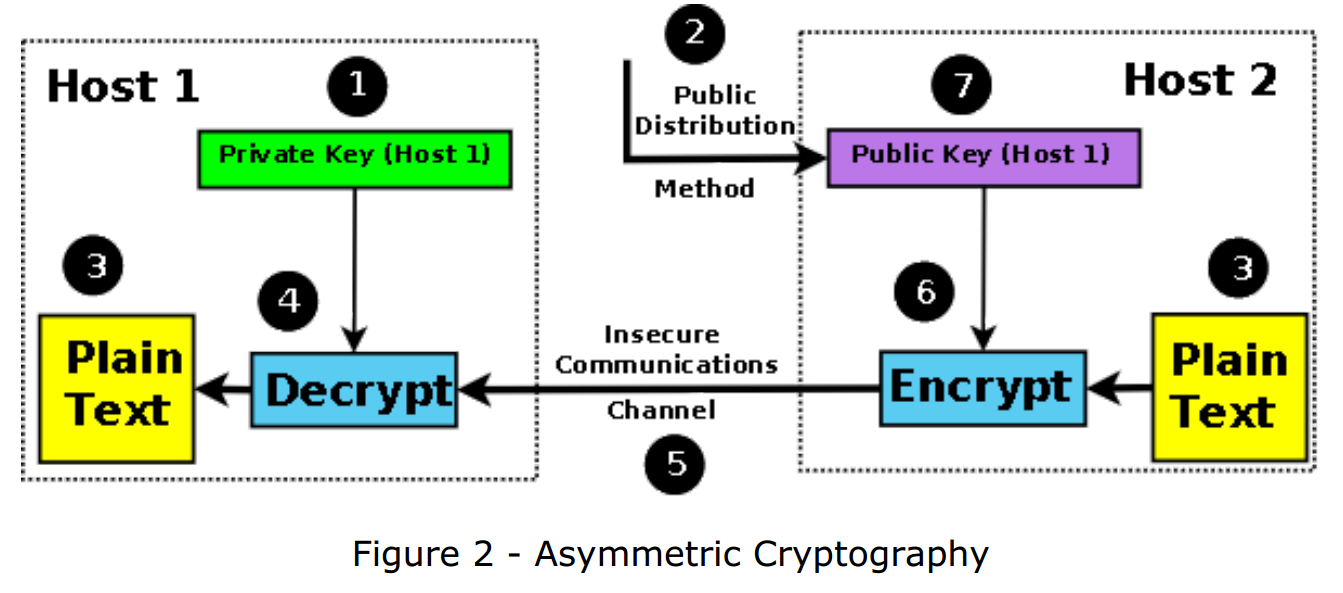 2
Host 1
1
7
Host 2
Public
Distribution
Private Key (Host 1)
Public Key (Host 1)
Method
3
4
6
3
Insecure
Communications
Plain
Text
Decrypt
Encrypt
Plain
Text
Channel
5
Figure 2 - Asymmetric Cryptography